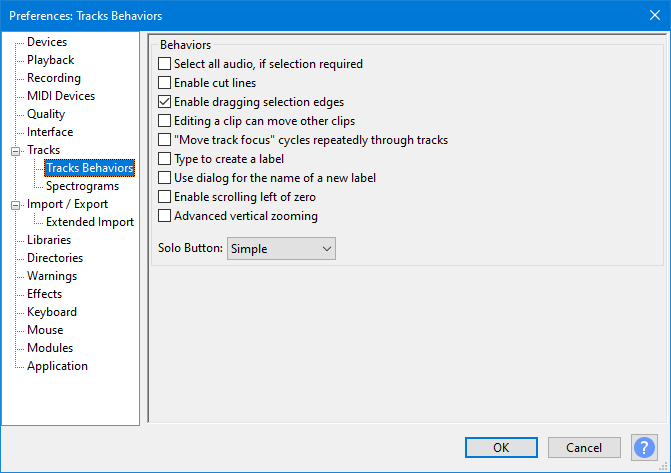 Preferences: Tracks Behaviors
Devices
Playback
Recording
MIDI Devices
Quality
Interface
Tracks
Tracks Behaviors
Spectrograms
Import / Export
Extended Import
Libraries
Directories
Warnings
Effects
Keyboard
Mouse
Modules
Application
Behaviors
Select all audio, if selection required
Enable cut lines
Enable dragging selection edges
Editing a clip can move other clips
"Move track focus" cycles repeatedly through tracks
Type to create a label
Use dialog for the name of a new label
Enable scrolling left of zero
Advanced vertical zooming
Solo Button: Simple
OK Cancel ?